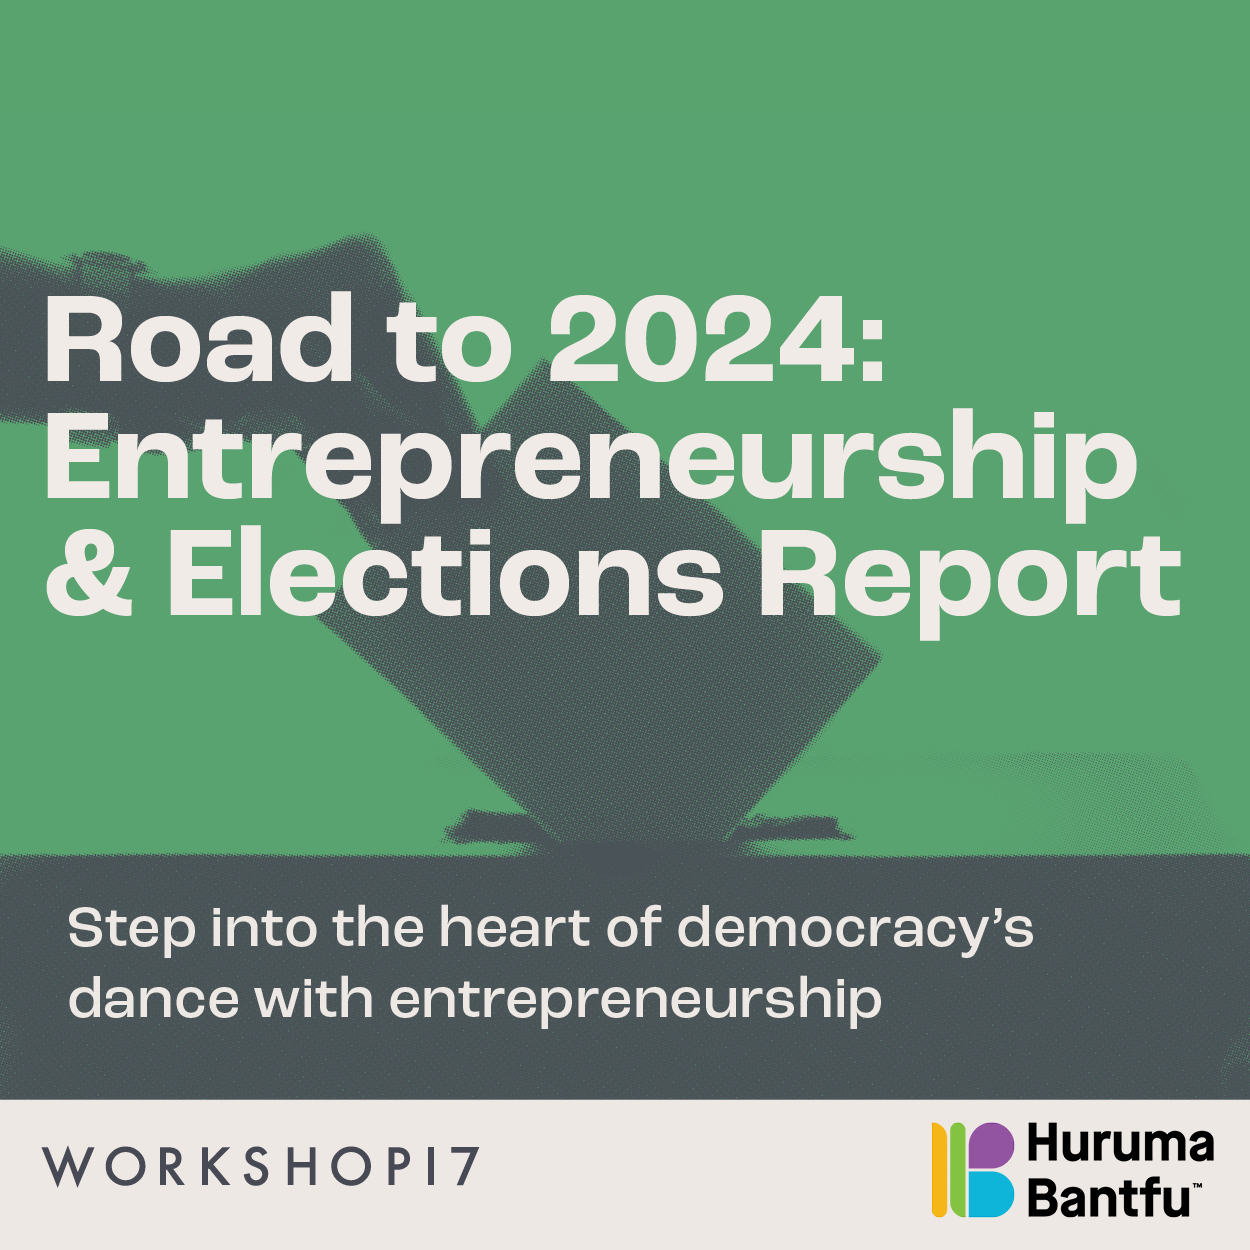 Road to 2024:
Entrepreneurship
& Elections Report
Step into the heart of democracy’s
dance with entrepreneurship
WORKSHOP17
Huruma
Bantfu™